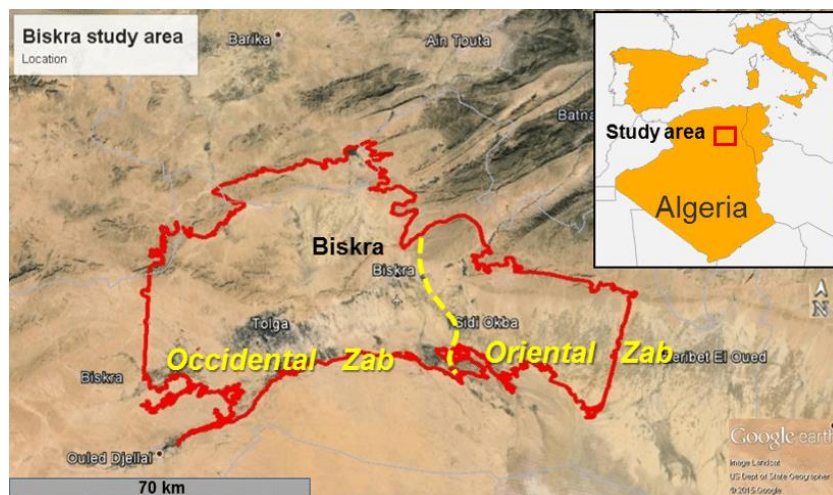 Biskra study area
Location
Barika
Ain Touta
Batna
Study area
Algeria
Biskra
Biskra
N
Tolga
Sidi Okba
Occidental Zab
Oriental Zab
Zeribet El Oued
Biskra
Ouled Djellal
70 km
Google earth
Image Landsat
US Dept of State Geographer
© 2015 Google